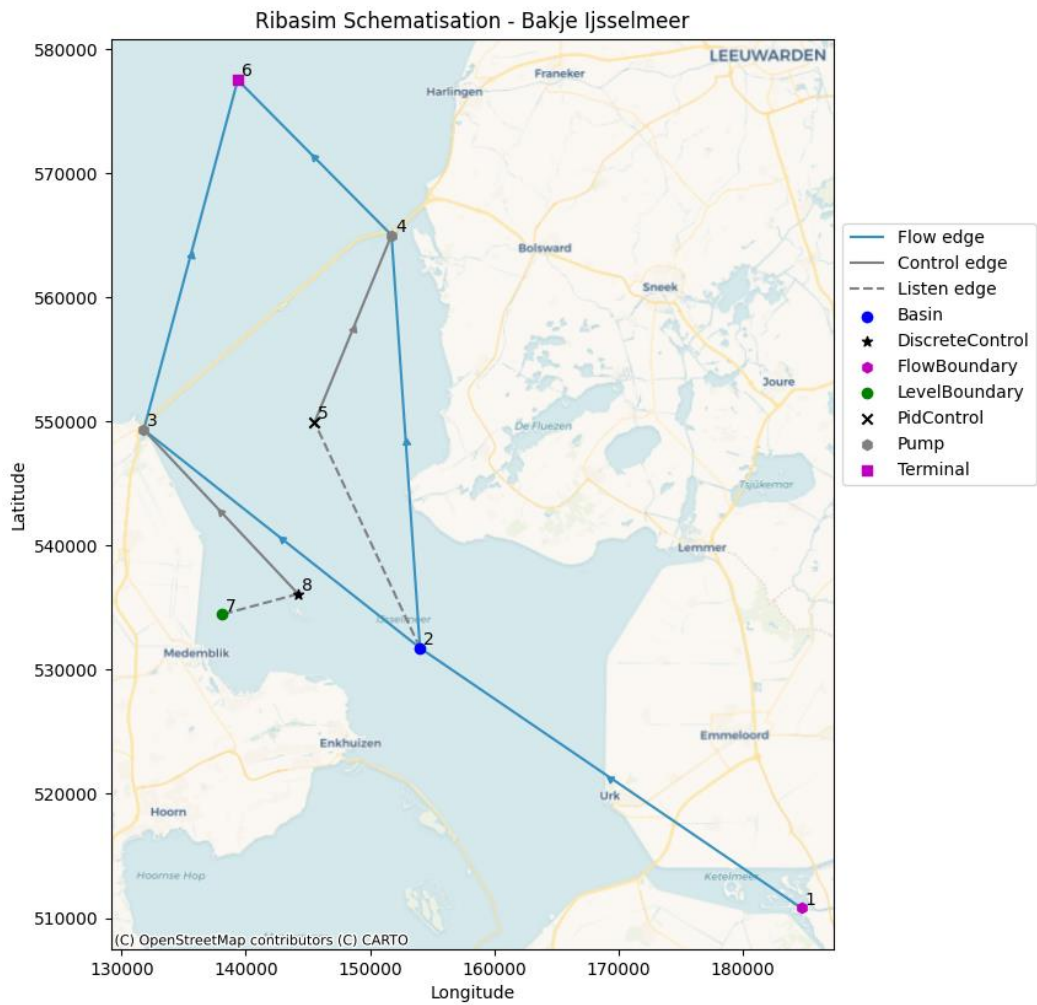 Ribasim Schematisation - Bakje Ijsselmeer
580000
570000
560000
550000
540000
530000
520000
510000
Latitude
6
4
3
5
8
7
2
1
LEEUWARDEN
Franeker
Harlingen
Bolsward
Sneek
Joure
De Fluezen
Tsjûkemar
Lemmer
IJsselmeer
Medemblik
Enkhuizen
Emmeloord
Urk
Hoorn
Hoornse Hop
Ketelmeer
(C) OpenStreetMap contributors (C) CARTO
130000 140000 150000 160000 170000 180000
Longitude
Flow edge
Control edge
Listen edge
Basin
DiscreteControl
FlowBoundary
LevelBoundary
PidControl
Pump
Terminal